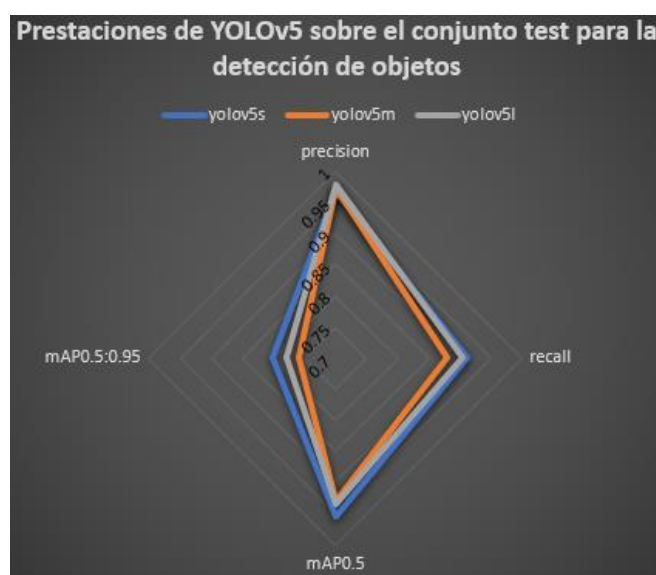 Prestaciones de YOLOv5 sobre el conjunto test para la
detección de objetos
yolov5s yolov5m yolov5l
precision
1
0.95
0.9
0.85
0.8
0.75
0.7
mAP0.5:0.95
recall
mAP0.5